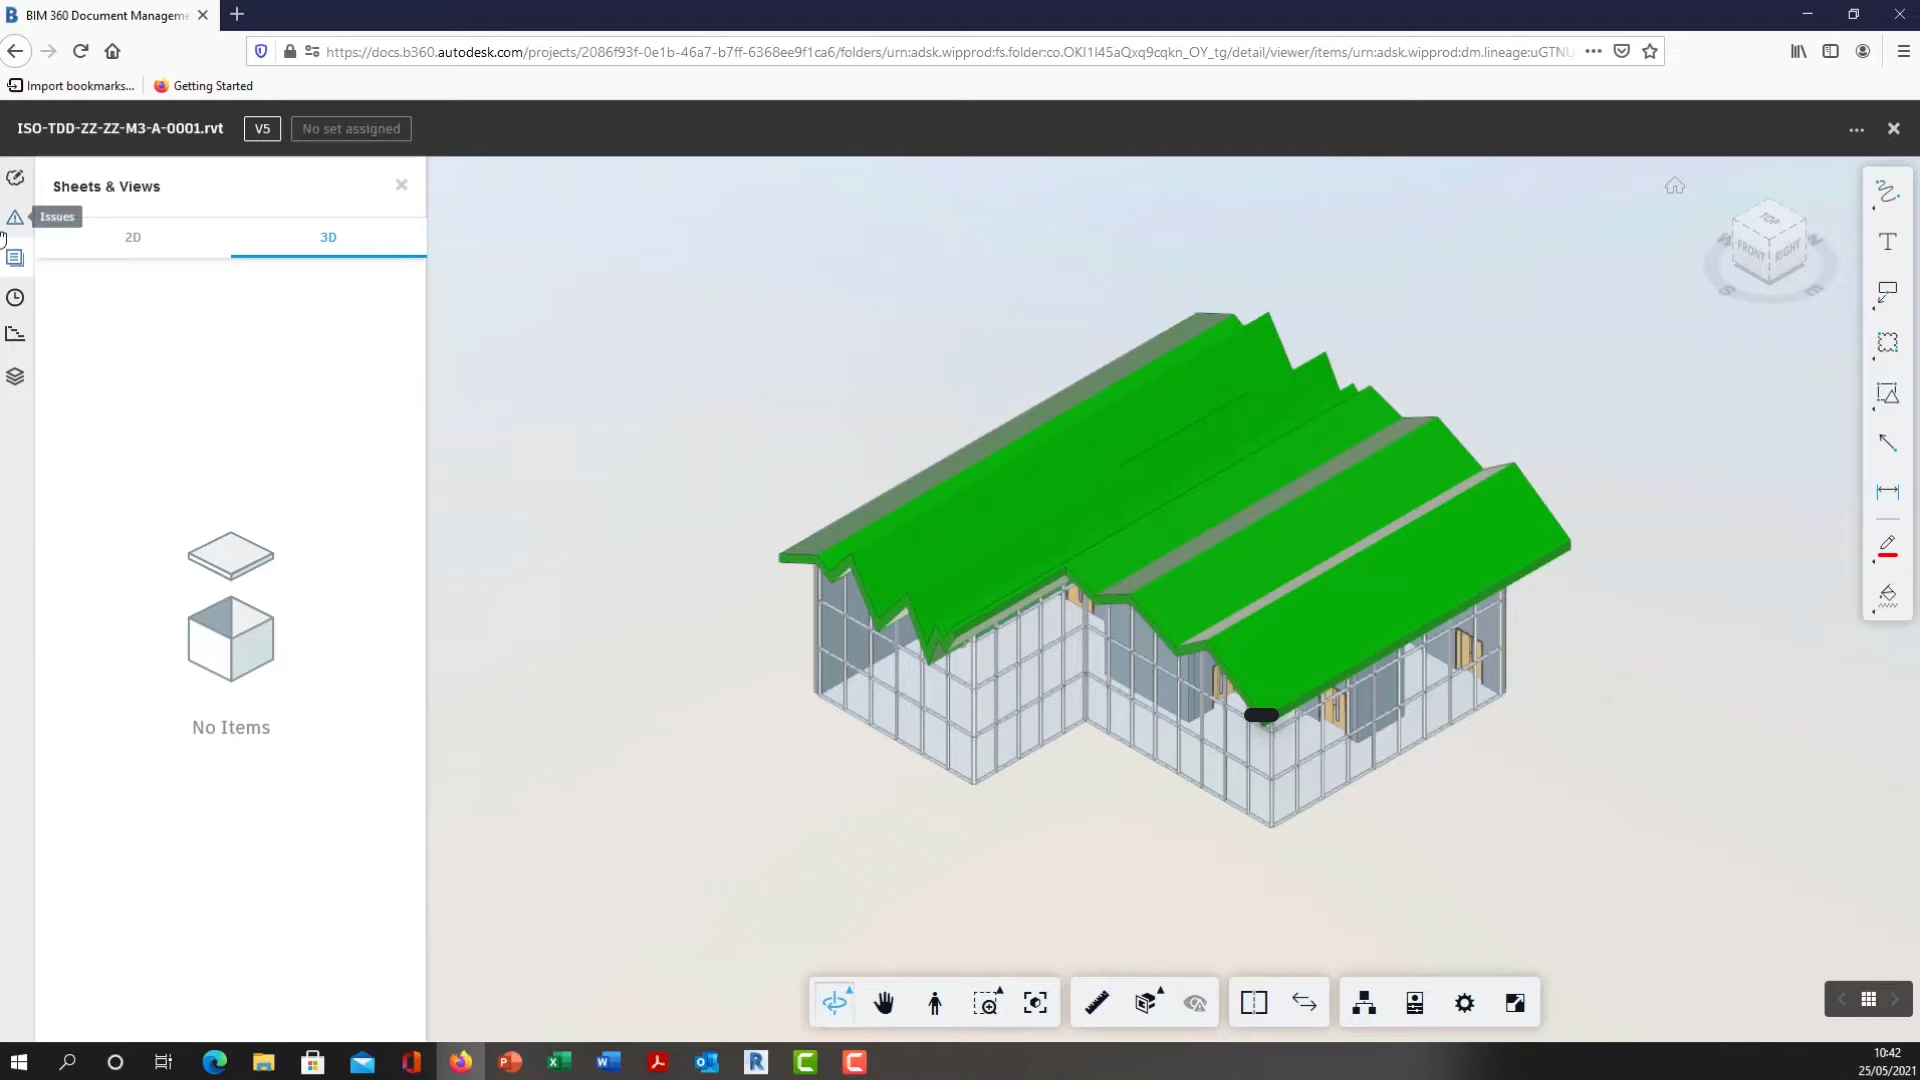 BIM 360 Document Manageme
https://docs.b360.autodesk.com/projects/2086f93f-0e1b-46a7-b7ff-6368ee9f1ca6/folders/urn:adsk.wipprod:fs.folder:co.OKI1I45aQxq9cqkn_OY_tg/detail/viewer/items/urn:adsk.wipprod:dm.lineage:uGTNU
Import bookmarks...
Getting Started
ISO-TDD-ZZ-ZZ-M3-A-0001.rvt
V5
No set assigned
Sheets & Views
Issues
2D
3D
No Items
TOP
FRONT
RIGHT
S
E
10:42
25/05/2021